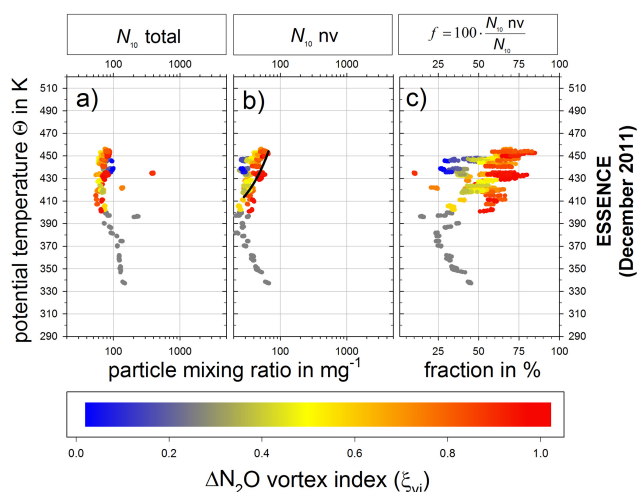 N₁₀ total
N₁₀ nv
f = 100 · N₁₀ nv / N₁₀
100 1000
100 1000
25 50 75 100
a)
b)
c)
510
490
470
450
430
410
390
370
350
330
310
290
potential temperature Θ in K
510
490
470
450
430
410
390
370
350
330
310
290
ESSENCE
(December 2011)
100 1000
100 1000
25 50 75 100
particle mixing ratio in mg⁻¹
fraction in %
0.0 0.2 0.4 0.6 0.8 1.0
ΔN₂O vortex index (ξᵥᵢ)